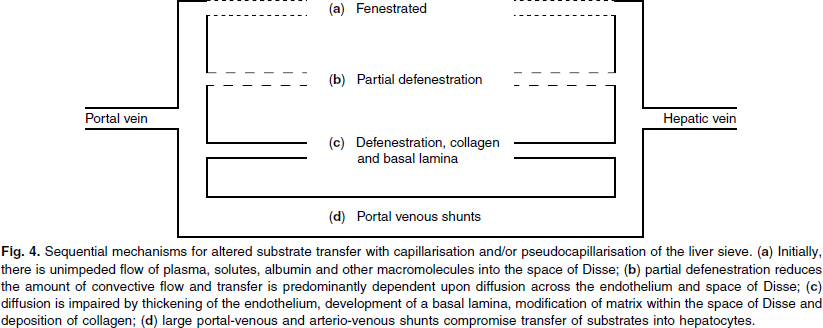 (a) Fenestrated
(b) Partial defenestration
Portal vein
Hepatic vein
(c) Defenestration, collagen
and basal lamina
(d) Portal venous shunts
Fig. 4. Sequential mechanisms for altered substrate transfer with capillarisation and/or pseudocapillarisation of the liver sieve. (a) Initially,
there is unimpeded flow of plasma, solutes, albumin and other macromolecules into the space of Disse; (b) partial defenestration reduces
the amount of convective flow and transfer is predominantly dependent upon diffusion across the endothelium and space of Disse; (c)
diffusion is impaired by thickening of the endothelium, development of a basal lamina, modification of matrix within the space of Disse and
deposition of collagen; (d) large portal-venous and arterio-venous shunts compromise transfer of substrates into hepatocytes.